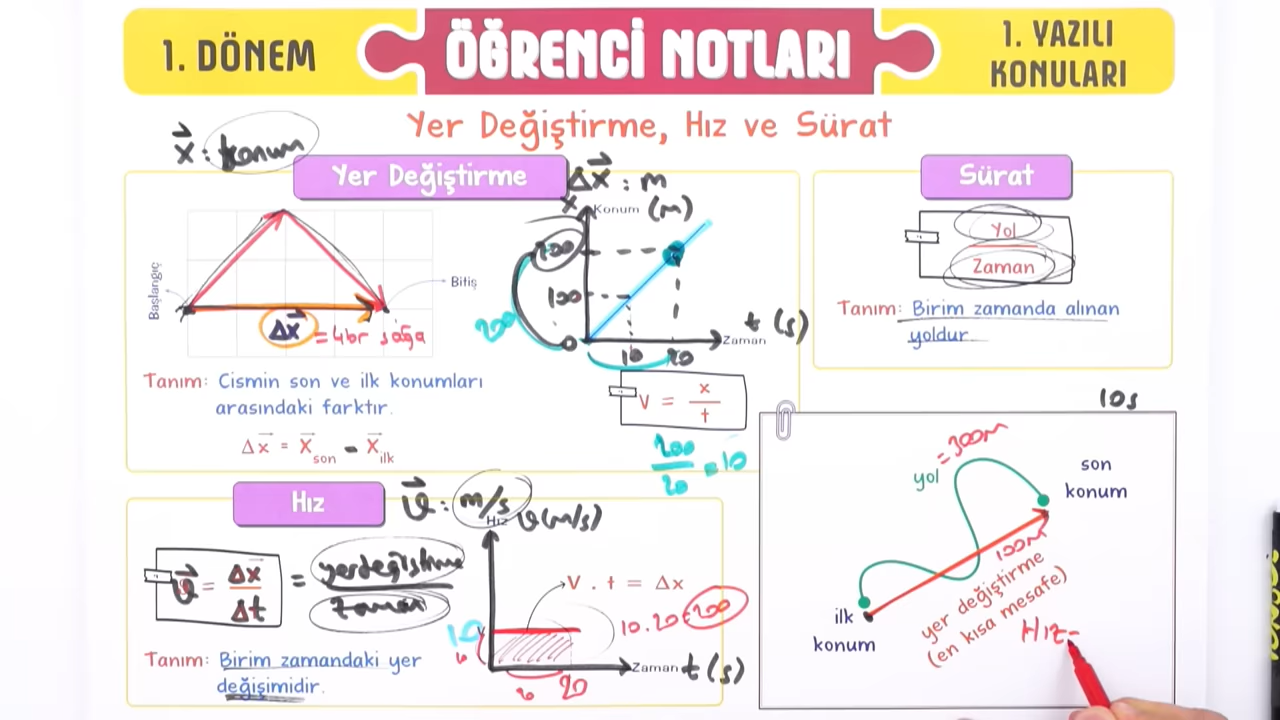 1. DÖNEM
ÖĞRENCİ NOTLARI
1. YAZILI
KONULARI
Yer Değiştirme, Hız ve Sürat
x : konum
Yer Değiştirme
Δx : m
x
Konum (m)
200
100
0
200
10
20
Zaman
t (s)
Başlangıç
Bitiş
Δx = 4br sağa
Tanım: Cismin son ve ilk konumları
arasındaki farktır.
Δx = X son - X ilk
V = x / t
200 / 20 = 10
Sürat
Yol
Zaman
Tanım: Birim zamanda alınan
yoldur.
Hız
ϑ : m/s
Hız ϑ(m/s)
ϑ = Δx / Δt = yerdeğiştirme / zaman
V . t = Δx
10.20=200
10
V
6
6
20
Zaman t (s)
Tanım: Birim zamandaki yer
değişimidir.
10s
yol = 300m
son
konum
100m
yer değiştirme
(en kısa mesafe)
ilk
konum
Hız=